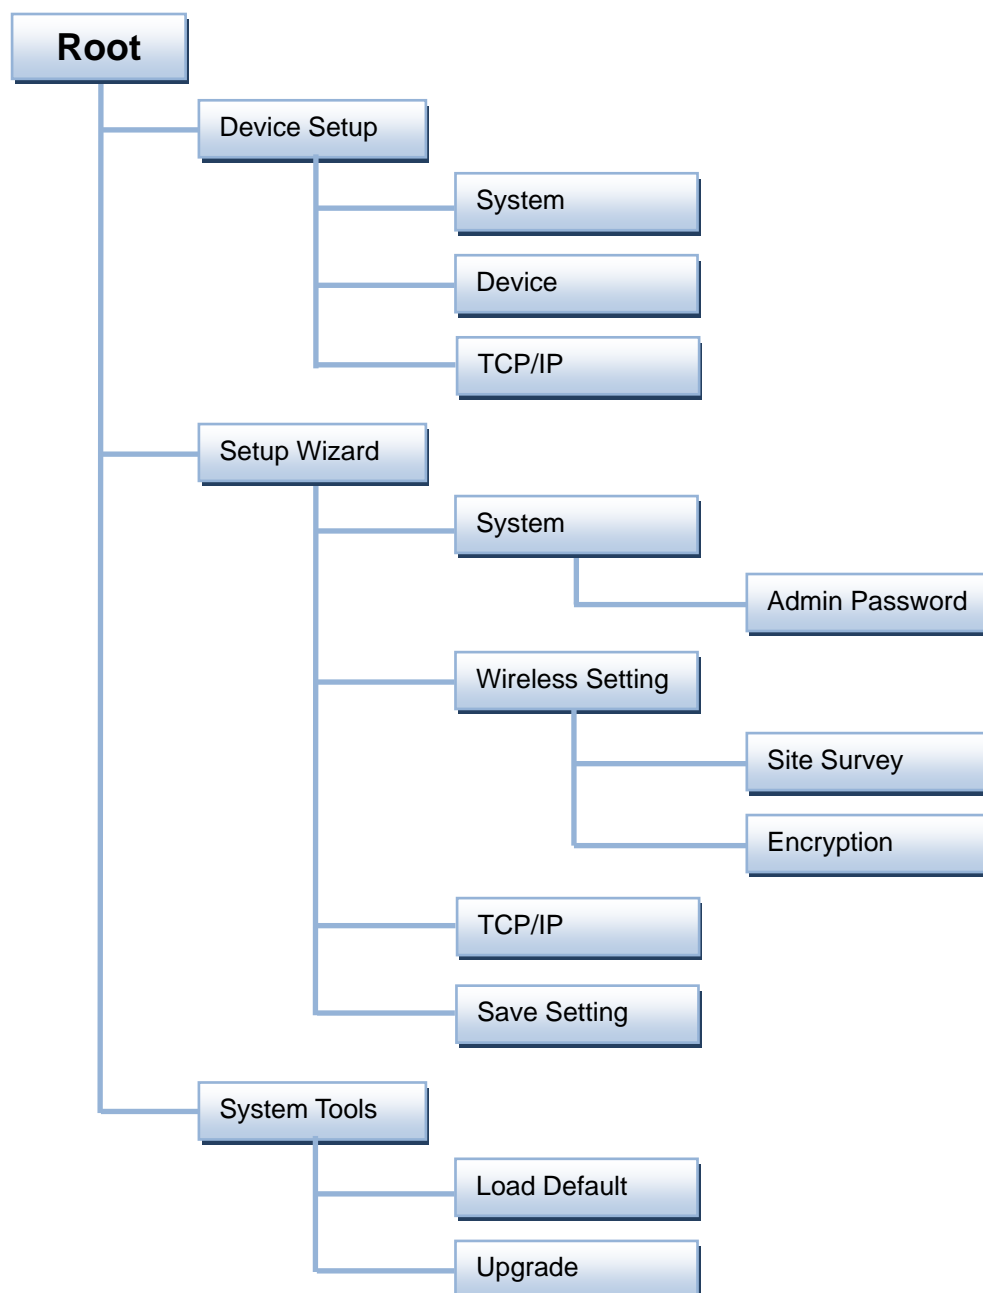 Root
Device Setup
System
Device
TCP/IP
Setup Wizard
System
Admin Password
Wireless Setting
Site Survey
Encryption
TCP/IP
Save Setting
System Tools
Load Default
Upgrade